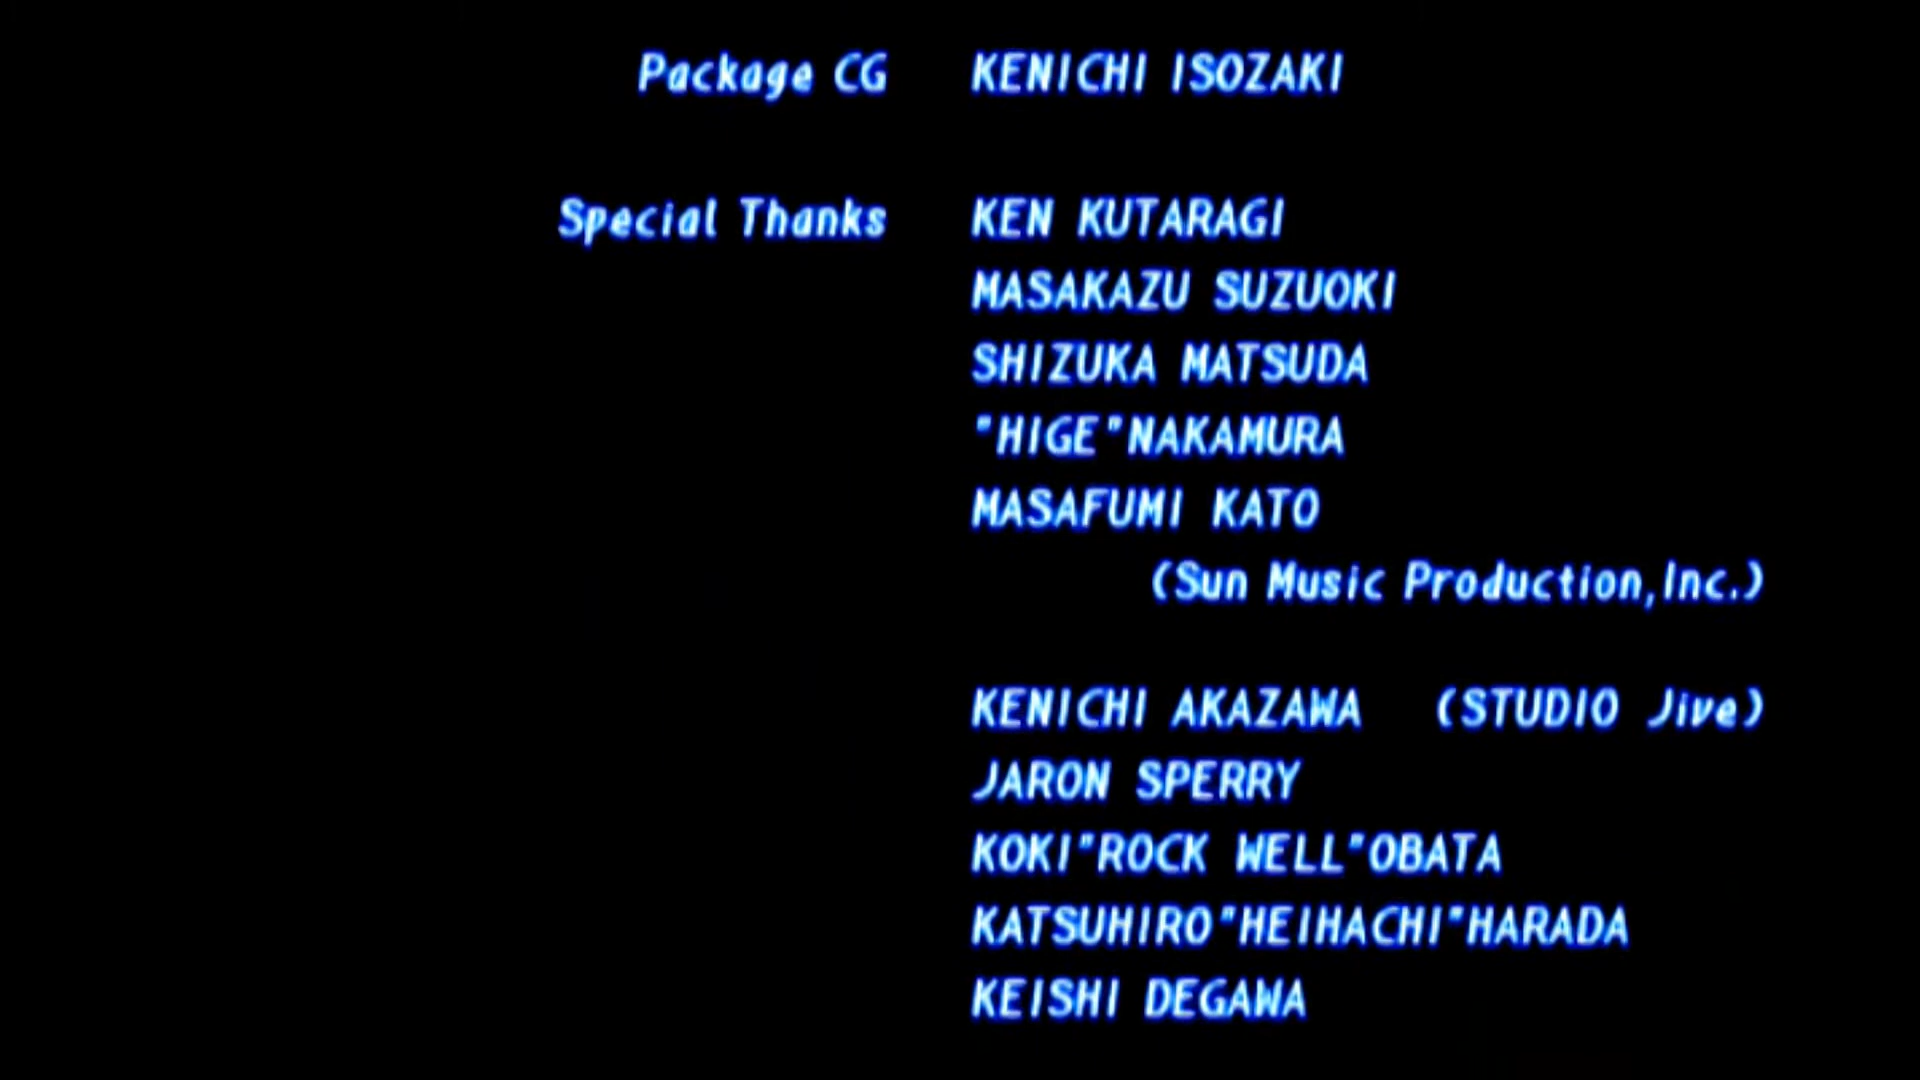 Package CG KENICHI ISOZAKI
Special Thanks KEN KUTARAGI
MASAKAZU SUZUOKI
SHIZUKA MATSUDA
"HIGE"NAKAMURA
MASAFUMI KATO
(Sun Music Production,Inc.)
KENICHI AKAZAWA (STUDIO Jive)
JARON SPERRY
KOKI"ROCK WELL"OBATA
KATSUHIRO"HEIHACHI"HARADA
KEISHI DEGAWA